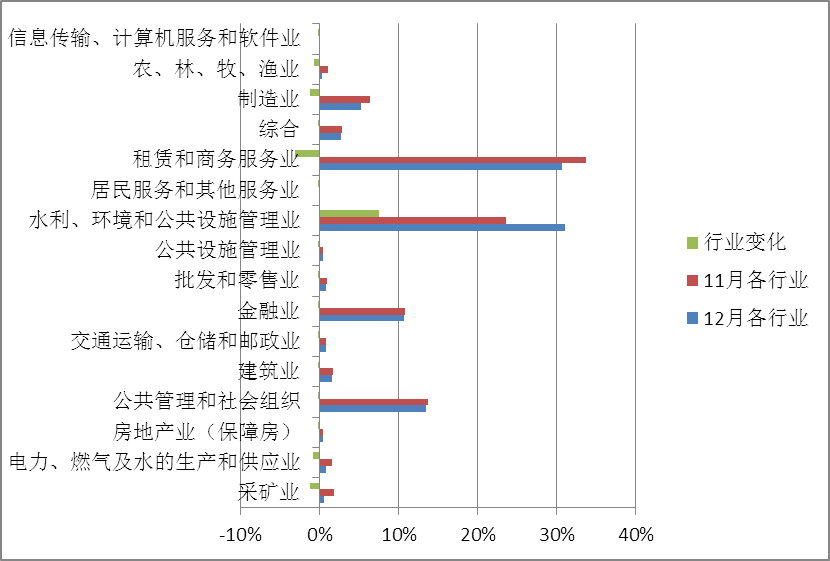 信息传输、计算机服务和软件业
农、林、牧、渔业
制造业
综合
租赁和商务服务业
居民服务和其他服务业
水利、环境和公共设施管理业
公共设施管理业
批发和零售业
金融业
交通运输、仓储和邮政业
建筑业
公共管理和社会组织
房地产业（保障房）
电力、燃气及水的生产和供应业
采矿业
-10% 0% 10% 20% 30% 40%
行业变化
11月各行业
12月各行业